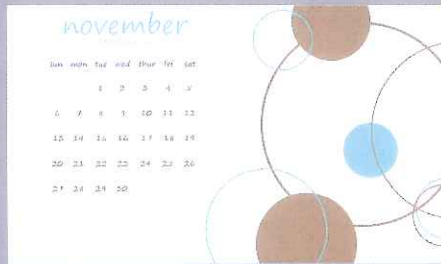 november
sun mon tue wed thur fri sat
1 2 3 4 5
6 7 8 9 10 11 12
13 14 15 16 17 18 19
20 21 22 23 24 25 26
27 28 29 30